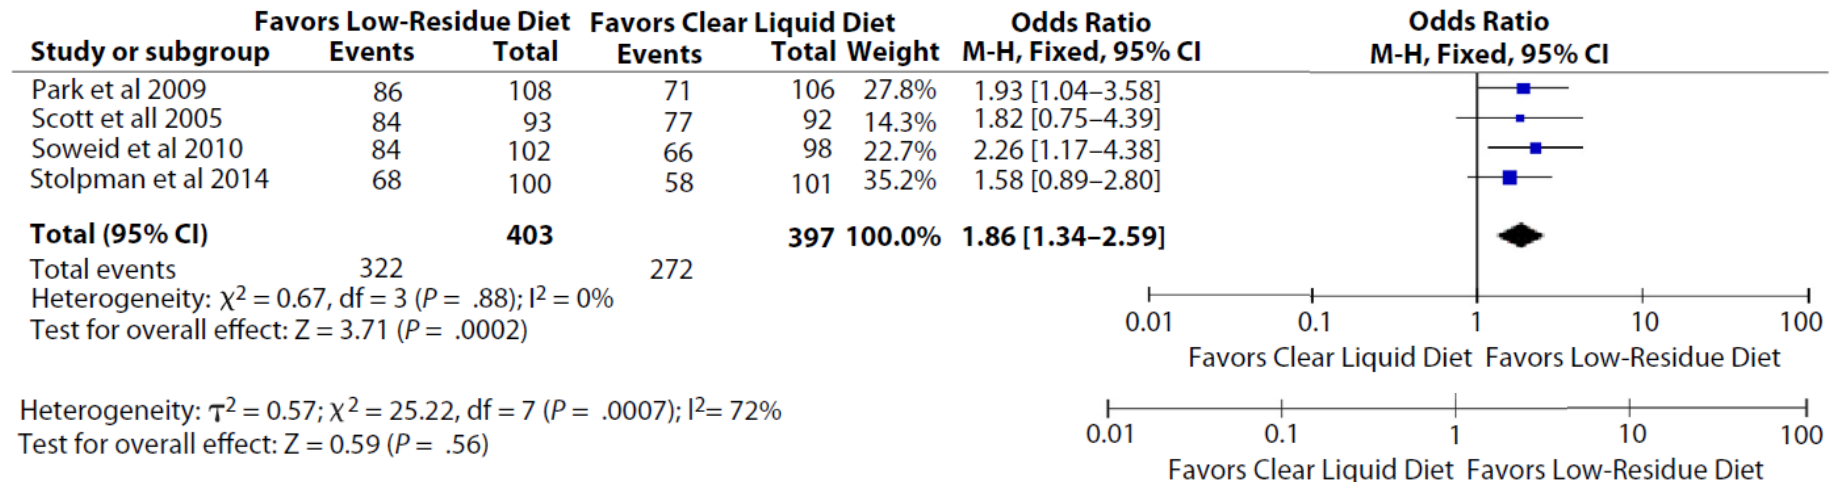 Favors Low-Residue Diet Favors Clear Liquid Diet Odds Ratio Odds Ratio
Study or subgroup Events Total Events Total Weight M-H, Fixed, 95% CI M-H, Fixed, 95% CI
Park et al 2009 86 108 71 106 27.8% 1.93 [1.04–3.58]
Scott et all 2005 84 93 77 92 14.3% 1.82 [0.75–4.39]
Soweid et al 2010 84 102 66 98 22.7% 2.26 [1.17–4.38]
Stolpman et al 2014 68 100 58 101 35.2% 1.58 [0.89–2.80]
Total (95% CI) 403 397 100.0% 1.86 [1.34–2.59]
Total events 322 272
Heterogeneity: χ² = 0.67, df = 3 (P = .88); I² = 0%
Test for overall effect: Z = 3.71 (P = .0002)
0.01 0.1 1 10 100
Favors Clear Liquid Diet Favors Low-Residue Diet
Heterogeneity: τ² = 0.57; χ² = 25.22, df = 7 (P = .0007); I²= 72%
Test for overall effect: Z = 0.59 (P = .56)
0.01 0.1 1 10 100
Favors Clear Liquid Diet Favors Low-Residue Diet